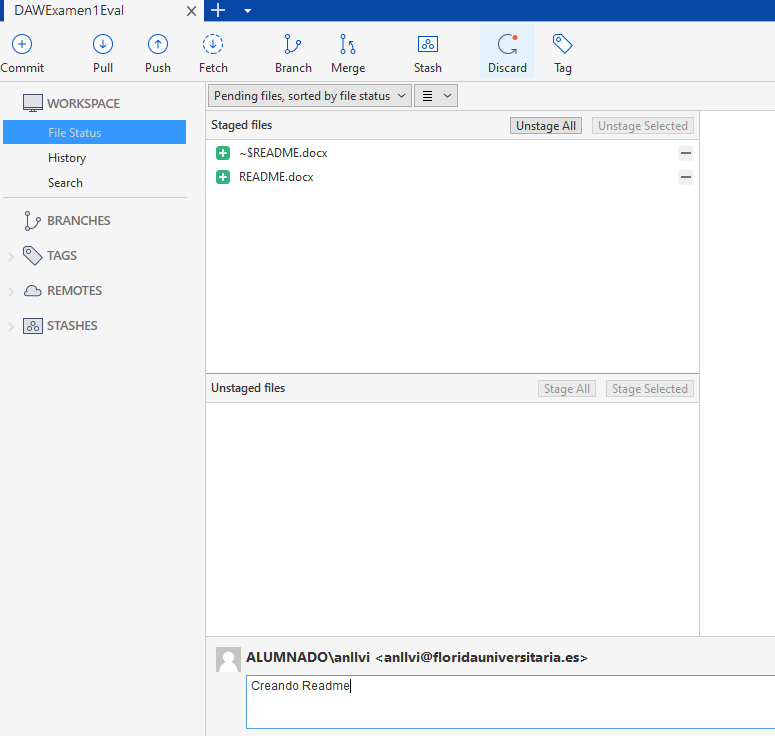 DAWExamen1Eval
Commit Pull Push Fetch Branch Merge Stash Discard Tag
WORKSPACE
File Status
History
Search
BRANCHES
TAGS
REMOTES
STASHES
Pending files, sorted by file status
Staged files Unstage All Unstage Selected
~$README.docx
README.docx
Unstaged files Stage All Stage Selected
ALUMNADO\anllvi <anllvi@floridauniversitaria.es>
Creando Readme